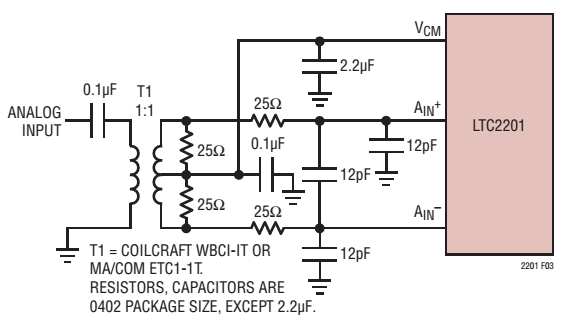 VCM
2.2µF
0.1µF
T1
1:1
ANALOG
INPUT
25Ω
AIN+
LTC2201
25Ω
0.1µF
12pF
12pF
25Ω
25Ω
AIN−
12pF
T1 = COILCRAFT WBCI-IT OR
MA/COM ETC1-1T.
RESISTORS, CAPACITORS ARE
0402 PACKAGE SIZE, EXCEPT 2.2µF.
2201 F03